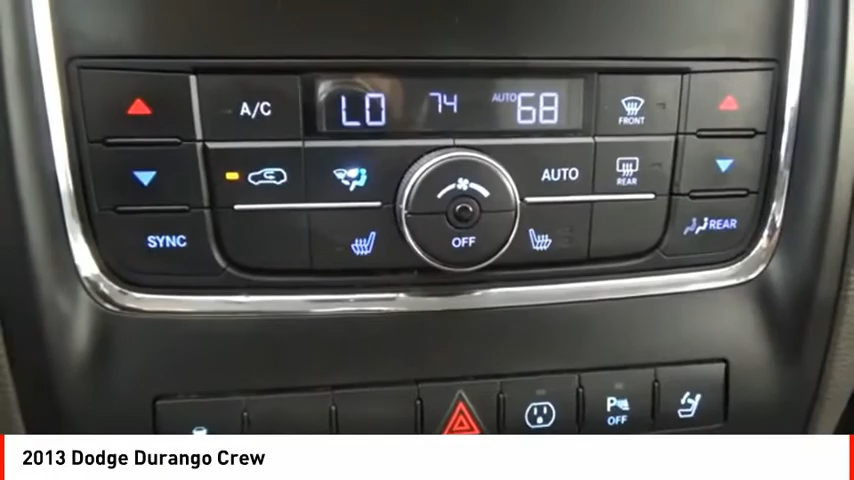 A/C
LO 74 AUTO 68
FRONT
AUTO
REAR
SYNC
OFF
REAR
P OFF
2013 Dodge Durango Crew